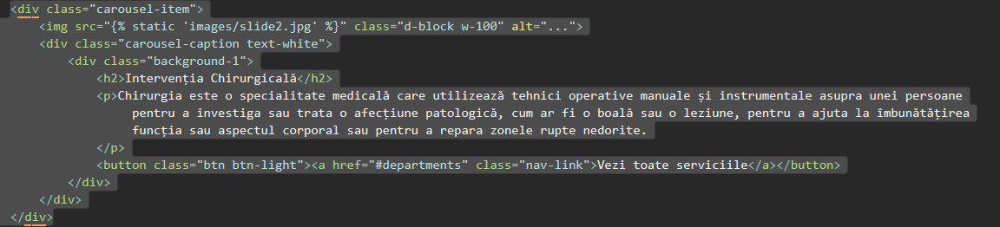 <div class="carousel-item">
<img src="{% static 'images/slide2.jpg' %}" class="d-block w-100" alt="...">
<div class="carousel-caption text-white">
<div class="background-1">
<h2>Intervenția Chirurgicală</h2>
<p>Chirurgia este o specialitate medicală care utilizează tehnici operative manuale și instrumentale asupra unei persoane
pentru a investiga sau trata o afecțiune patologică, cum ar fi o boală sau o leziune, pentru a ajuta la îmbunătățirea
funcția sau aspectul corporal sau pentru a repara zonele rupte nedorite.
</p>
<button class="btn btn-light"><a href="#departments" class="nav-link">Vezi toate serviciile</a></button>
</div>
</div>
</div>